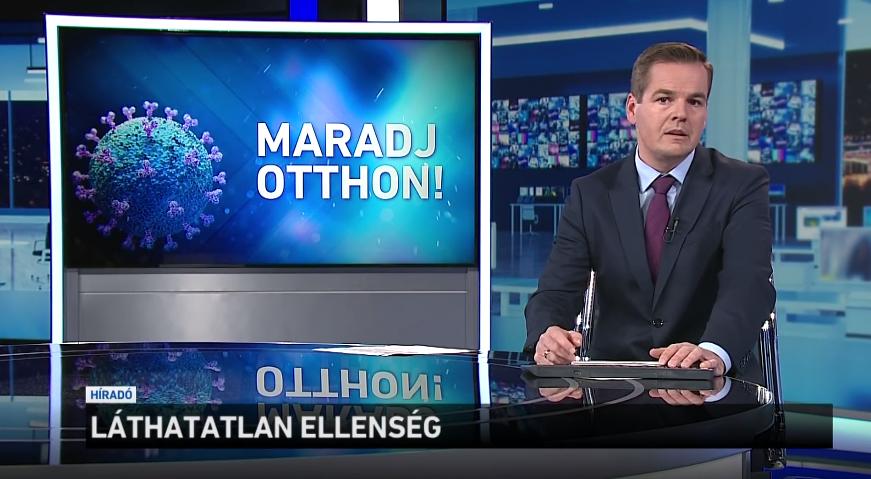 MARADJ
OTTHON!
HÍRADÓ
LÁTHATATLAN ELLENSÉG